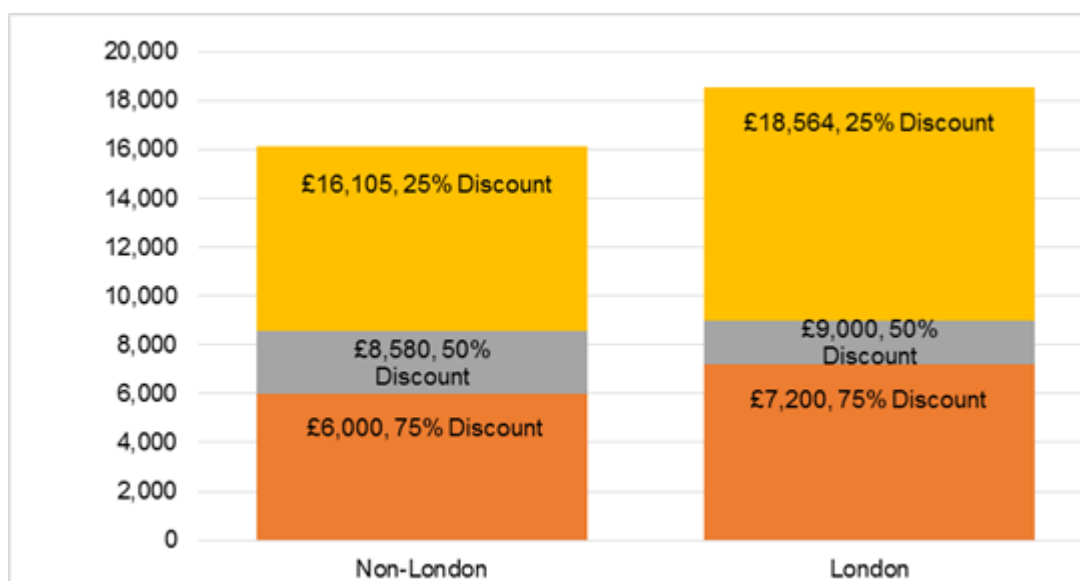 20,000
18,000
16,000
14,000
12,000
10,000
8,000
6,000
4,000
2,000
0
£16,105, 25% Discount
£8,580, 50%
Discount
£6,000, 75% Discount
£18,564, 25% Discount
£9,000, 50%
Discount
£7,200, 75% Discount
Non-London
London